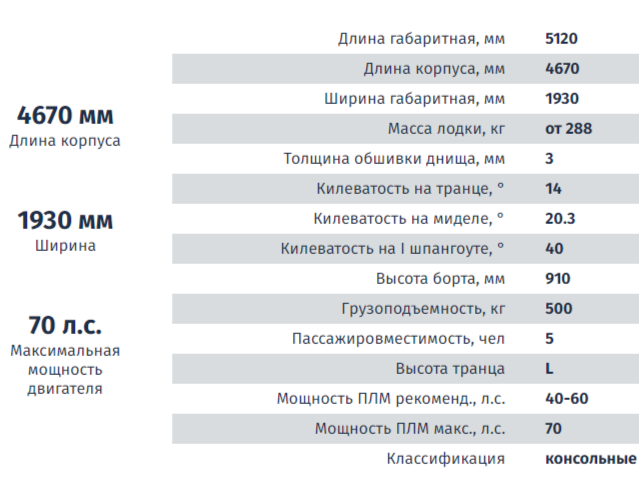 4670 мм
Длина корпуса
1930 мм
Ширина
70 л.с.
Максимальная
мощность
двигателя
Длина габаритная, мм 5120
Длина корпуса, мм 4670
Ширина габаритная, мм 1930
Масса лодки, кг от 288
Толщина обшивки днища, мм 3
Килеватость на транце, ° 14
Килеватость на миделе, ° 20.3
Килеватость на I шпангоуте, ° 40
Высота борта, мм 910
Грузоподъемность, кг 500
Пассажировместимость, чел 5
Высота транца L
Мощность ПЛМ рекоменд., л.с. 40-60
Мощность ПЛМ макс., л.с. 70
Классификация консольные